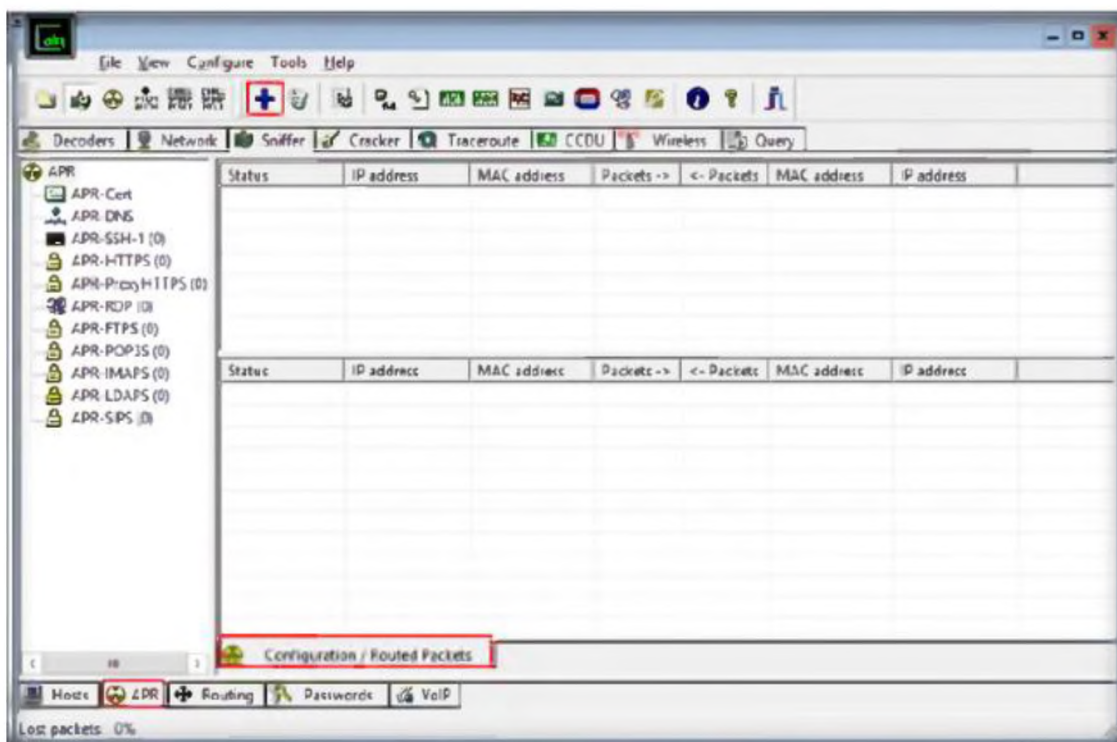 Cain
File View Configure Tools Help
Decoders Network Sniffer Cracker Traceroute CCDU Wireless Query
APR
APR-Cert
APR-DNS
APR-SSH-1 (0)
APR-HTTPS (0)
APR-ProxyHTTPS (0)
APR-RDP (0)
APR-FTPS (0)
APR-POP3S (0)
APR-IMAPS (0)
APR-LDAPS (0)
APR-SIPS (0)
Status IP address MAC address Packets -> <- Packets MAC address IP address
Status IP address MAC address Packets -> <- Packets MAC address IP address
Configuration / Routed Packets
Hosts APR Routing Passwords VoIP
Lost packets: 0%